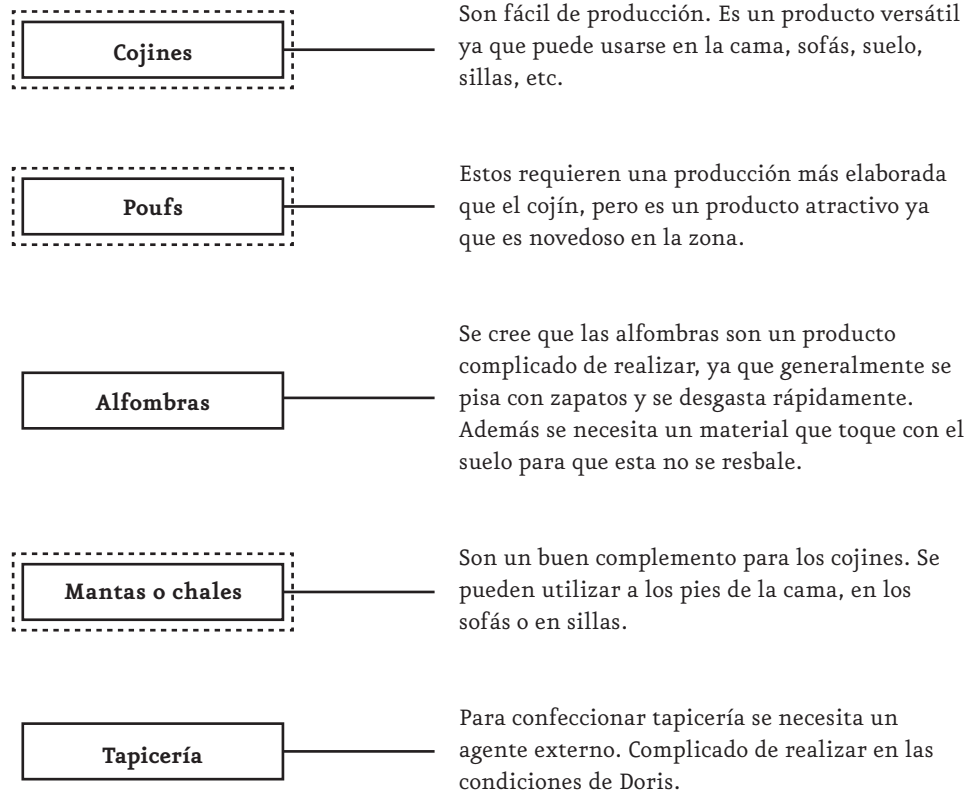 Cojines
Son fácil de producción. Es un producto versátil
ya que puede usarse en la cama, sofás, suelo,
sillas, etc.
Poufs
Estos requieren una producción más elaborada
que el cojín, pero es un producto atractivo ya
que es novedoso en la zona.
Alfombras
Se cree que las alfombras son un producto
complicado de realizar, ya que generalmente se
pisa con zapatos y se desgasta rápidamente.
Además se necesita un material que toque con el
suelo para que esta no se resbale.
Mantas o chales
Son un buen complemento para los cojines. Se
pueden utilizar a los pies de la cama, en los
sofás o en sillas.
Tapicería
Para confeccionar tapicería se necesita un
agente externo. Complicado de realizar en las
condiciones de Doris.